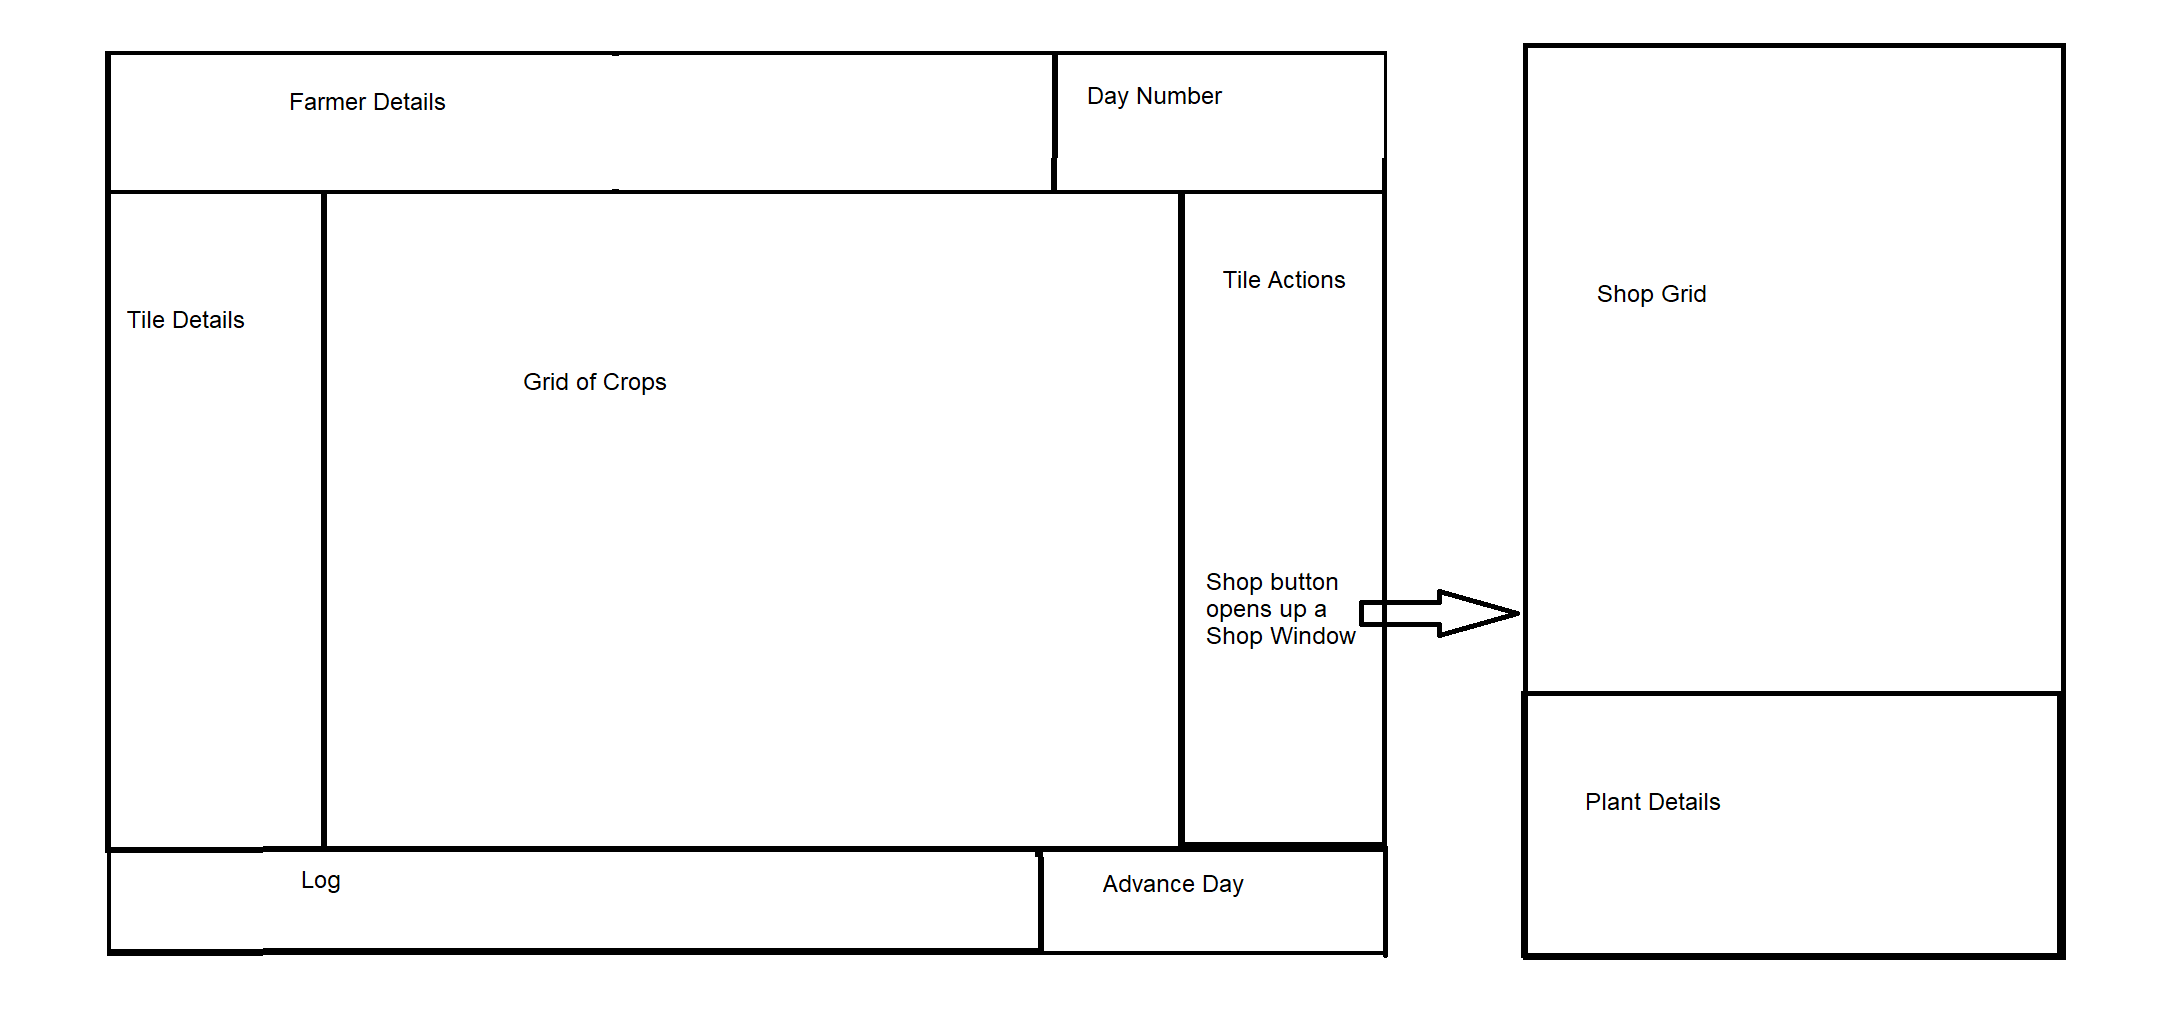 Farmer Details
Day Number
Tile Details
Grid of Crops
Tile Actions
Shop button
opens up a
Shop Window
Log
Advance Day
Shop Grid
Plant Details